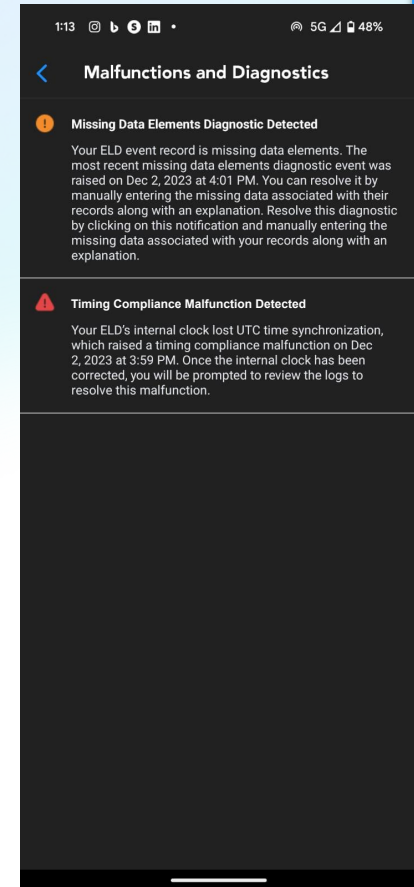 1:13 5G 48%
Malfunctions and Diagnostics
Missing Data Elements Diagnostic Detected
Your ELD event record is missing data elements. The
most recent missing data elements diagnostic event was
raised on Dec 2, 2023 at 4:01 PM. You can resolve it by
manually entering the missing data associated with their
records along with an explanation. Resolve this diagnostic
by clicking on this notification and manually entering the
missing data associated with your records along with an
explanation.
Timing Compliance Malfunction Detected
Your ELD's internal clock lost UTC time synchronization,
which raised a timing compliance malfunction on Dec
2, 2023 at 3:59 PM. Once the internal clock has been
corrected, you will be prompted to review the logs to
resolve this malfunction.